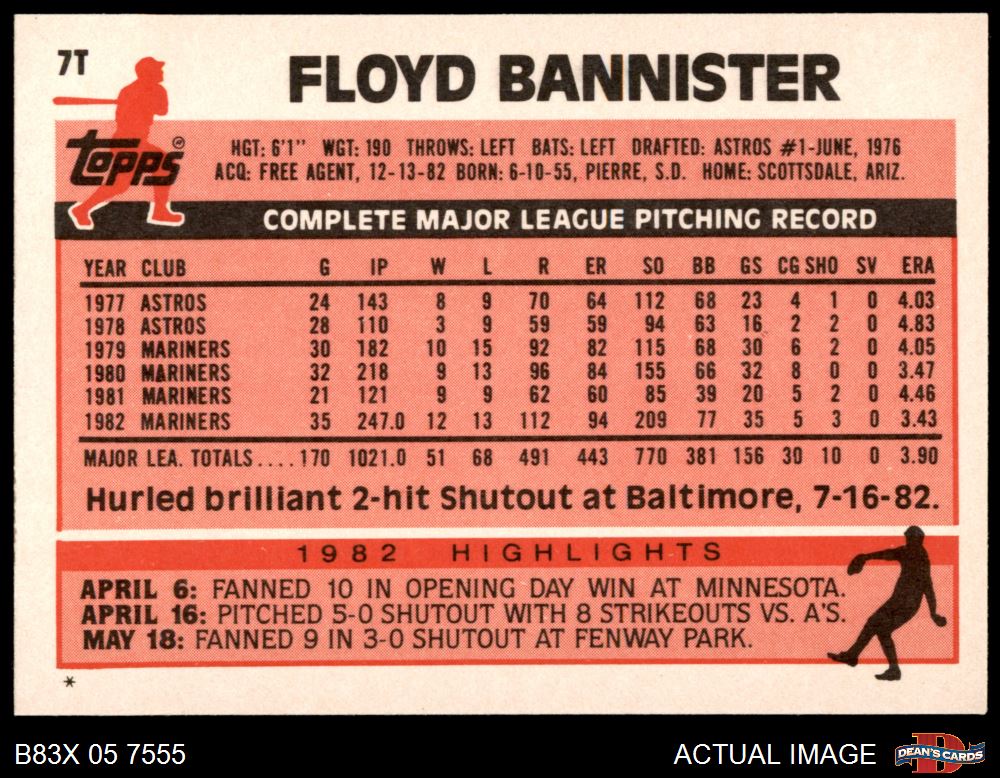 7T
FLOYD BANNISTER
Topps®
HGT: 6'1" WGT: 190 THROWS: LEFT BATS: LEFT DRAFTED: ASTROS #1-JUNE, 1976
ACQ: FREE AGENT, 12-13-82 BORN: 6-10-55, PIERRE, S.D. HOME: SCOTTSDALE, ARIZ.
COMPLETE MAJOR LEAGUE PITCHING RECORD
YEAR CLUB G IP W L R ER SO BB GS CG SHO SV ERA
1977 ASTROS 24 143 8 9 70 64 112 68 23 4 1 0 4.03
1978 ASTROS 28 110 3 9 59 59 94 63 16 2 2 0 4.83
1979 MARINERS 30 182 10 15 92 82 115 68 30 6 2 0 4.05
1980 MARINERS 32 218 9 13 96 84 155 66 32 8 0 0 3.47
1981 MARINERS 21 121 9 9 62 60 85 39 20 5 2 0 4.46
1982 MARINERS 35 247.0 12 13 112 94 209 77 35 5 3 0 3.43
MAJOR LEA. TOTALS.... 170 1021.0 51 68 491 443 770 381 156 30 10 0 3.90
Hurled brilliant 2-hit Shutout at Baltimore, 7-16-82.
1982 HIGHLIGHTS
APRIL 6: FANNED 10 IN OPENING DAY WIN AT MINNESOTA.
APRIL 16: PITCHED 5-0 SHUTOUT WITH 8 STRIKEOUTS VS. A'S.
MAY 18: FANNED 9 IN 3-0 SHUTOUT AT FENWAY PARK.
*
B83X 05 7555
ACTUAL IMAGE
D
DEAN'S CARDS